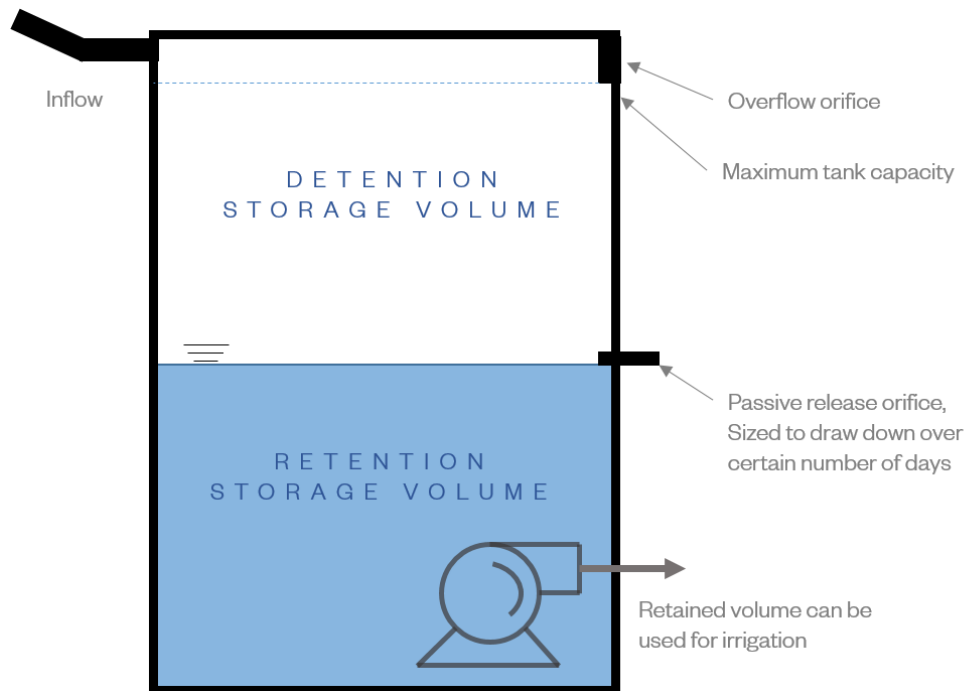 Inflow
Overflow orifice
Maximum tank capacity
DETENTION
STORAGE VOLUME
Passive release orifice,
Sized to draw down over
certain number of days
RETENTION
STORAGE VOLUME
Retained volume can be
used for irrigation